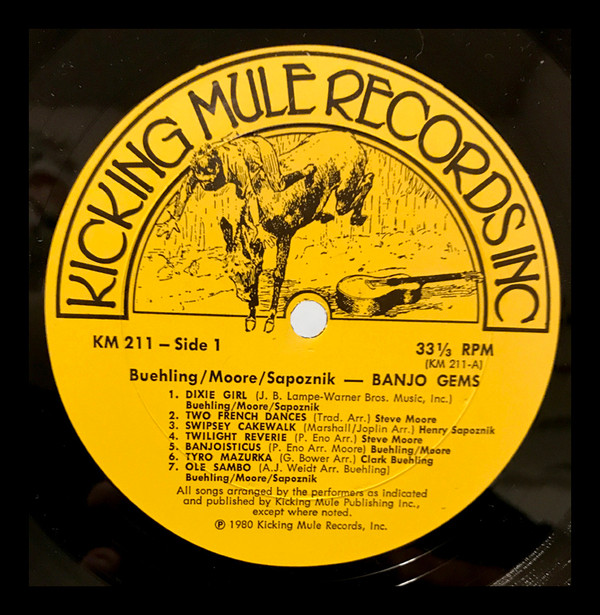 KICKING MULE RECORDS INC
KM 211 – Side 1
33⅓ RPM
(KM 211-A)
Buehling/Moore/Sapoznik — BANJO GEMS
1. DIXIE GIRL (J. B. Lampe-Warner Bros. Music, Inc.)
Buehling/Moore/Sapoznik
2. TWO FRENCH DANCES (Trad. Arr.) Steve Moore
3. SWIPSEY CAKEWALK (Marshall/Joplin Arr.) Henry Sapoznik
4. TWILIGHT REVERIE (P. Eno Arr.) Steve Moore
5. BANJOISTICUS (P. Eno Arr. Moore) Buehling/Moore
6. TYRO MAZURKA (G. Bower Arr.) Clark Buehling
7. OLE SAMBO (A.J. Weidt Arr. Buehling)
Buehling/Moore/Sapoznik
All songs arranged by the performers as indicated
and published by Kicking Mule Publishing Inc.,
except where noted.
℗ 1980 Kicking Mule Records, Inc.